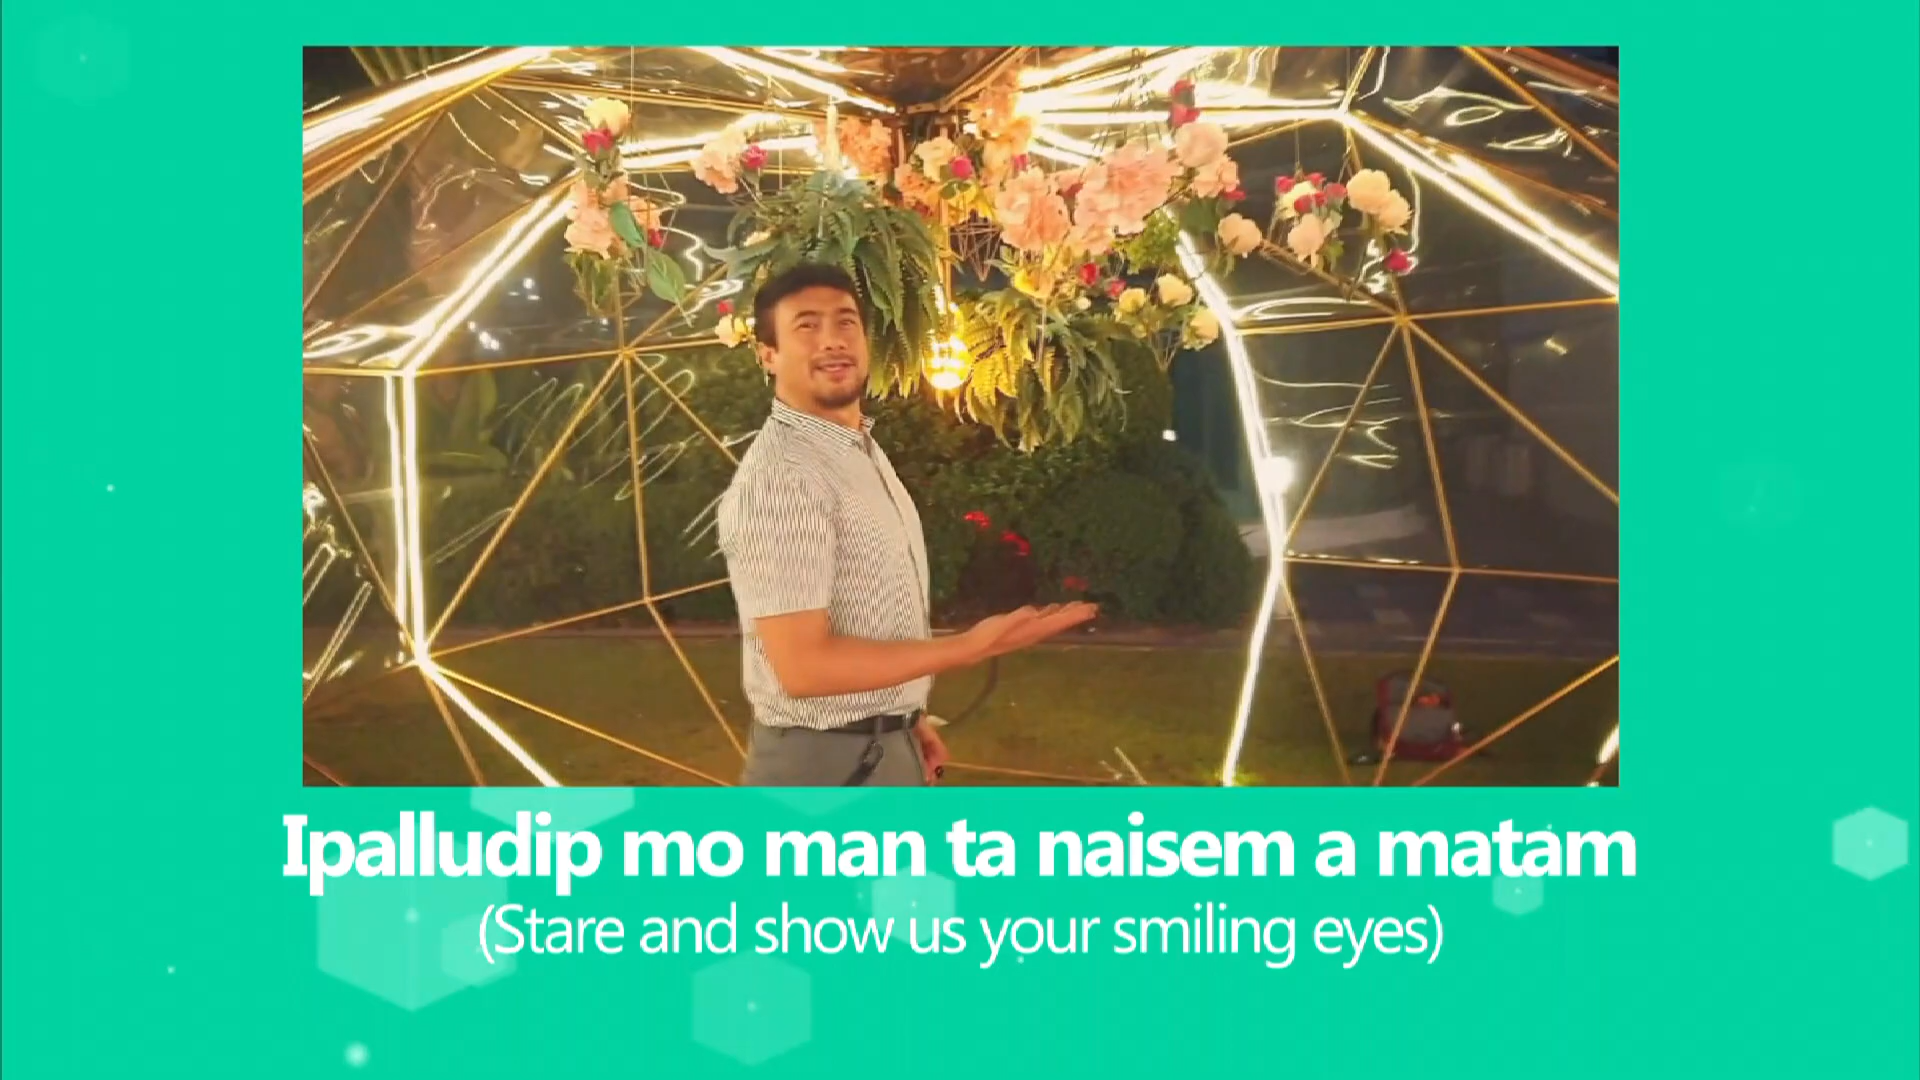 Ipalludip mo man ta naisem a matam
(Stare and show us your smiling eyes)